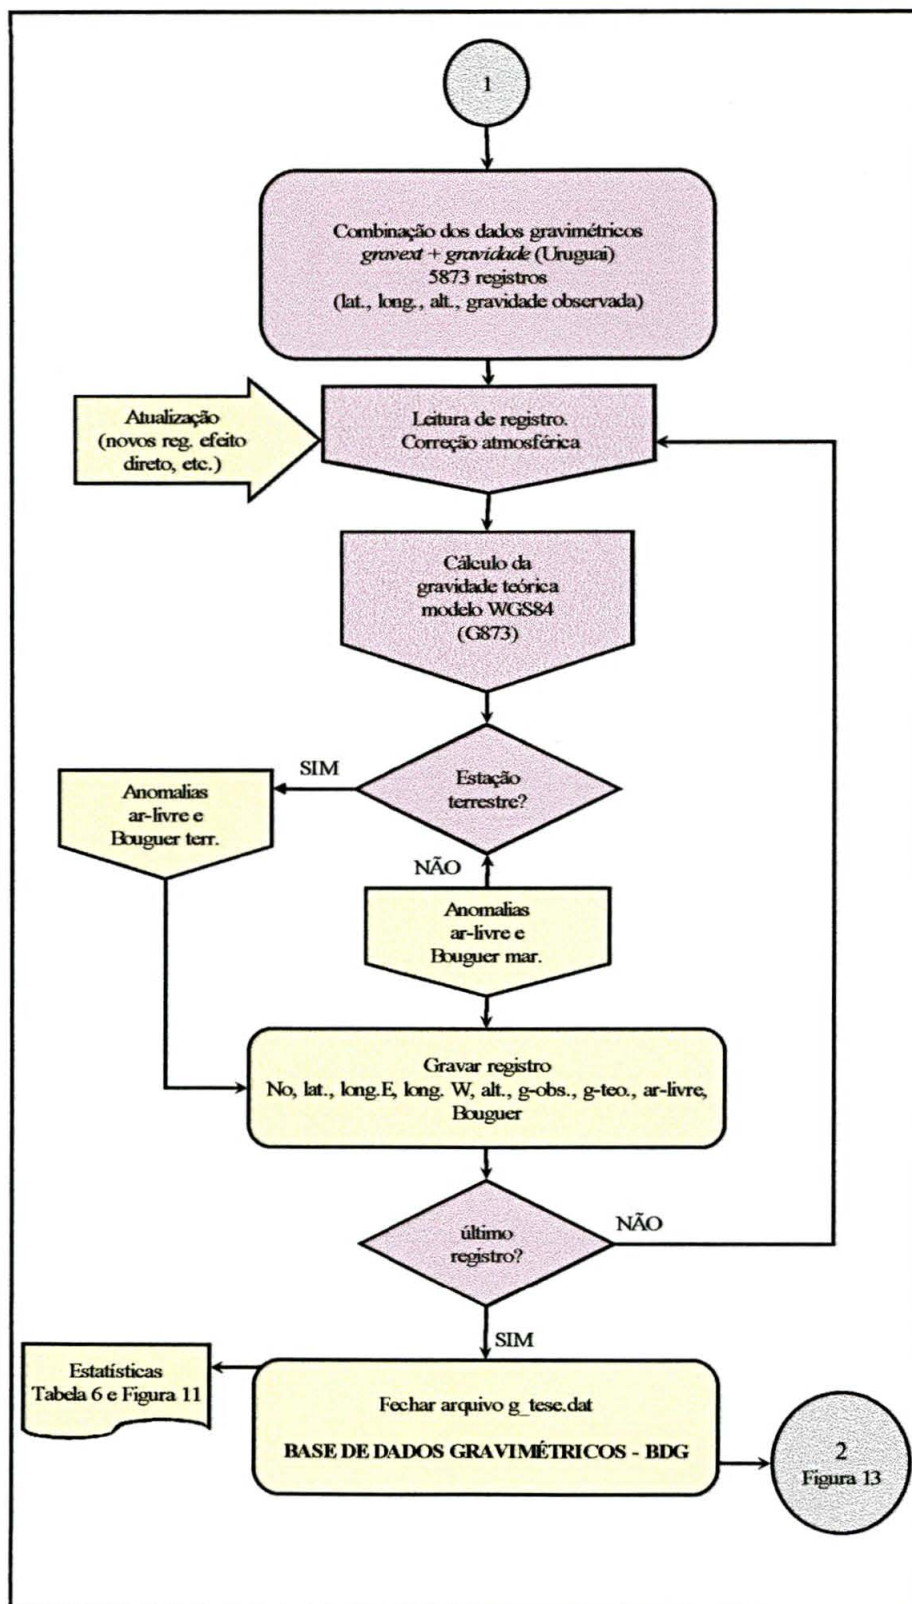 1
Combinação dos dados gravimétricos
gravext + gravidade (Uruguai)
5873 registros
(lat., long., alt., gravidade observada)
Atualização
(novos reg. efeito
direto, etc.)
Leitura de registro.
Correção atmosférica
Cálculo da
gravidade teórica
modelo WGS84
(G873)
SIM
Estação
terrestre?
Anomalias
ar-livre e
Bouguer terr.
NÃO
Anomalias
ar-livre e
Bouguer mar.
Gravar registro
No, lat., long.E, long. W, alt., g-obs., g-teo., ar-livre,
Bouguer
último
registro?
NÃO
SIM
Estatísticas
Tabela 6 e Figura 11
Fechar arquivo g_tese.dat
BASE DE DADOS GRAVIMÉTRICOS - BDG
2
Figura 13